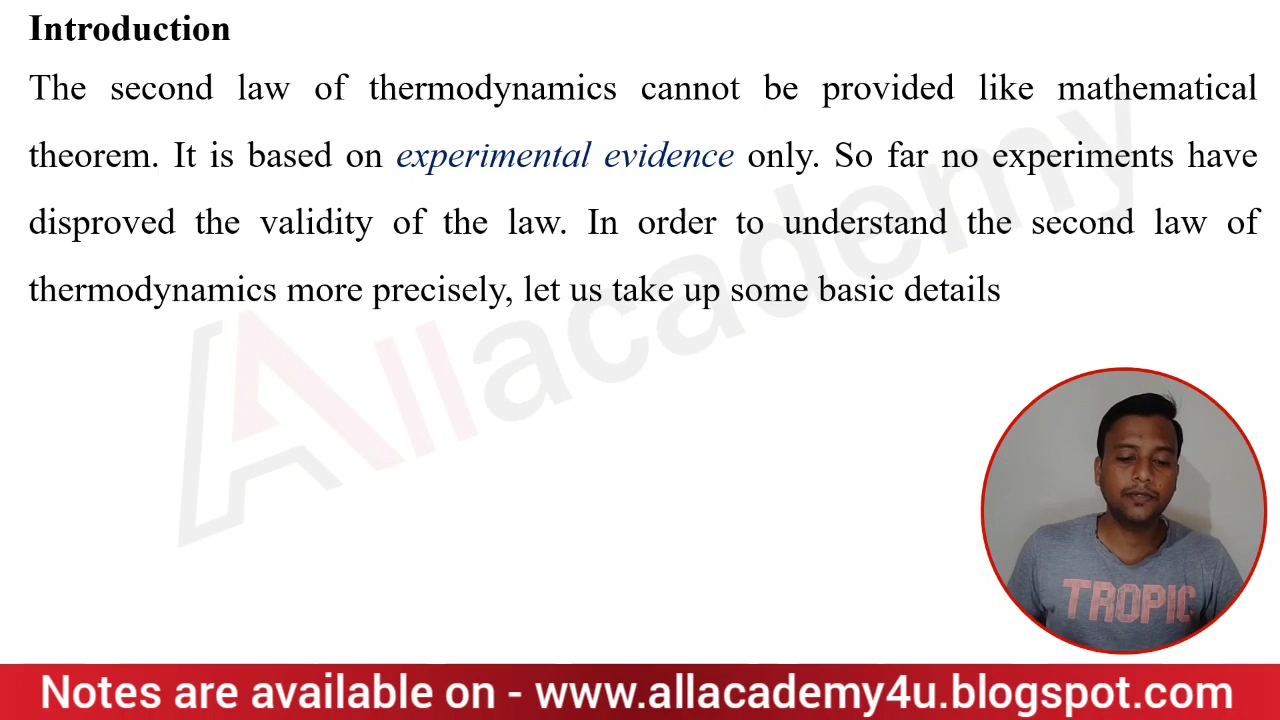 Introduction
The second law of thermodynamics cannot be provided like mathematical
theorem. It is based on experimental evidence only. So far no experiments have
disproved the validity of the law. In order to understand the second law of
thermodynamics more precisely, let us take up some basic details
Allacademy
TROPIC
Notes are available on - www.allacademy4u.blogspot.com